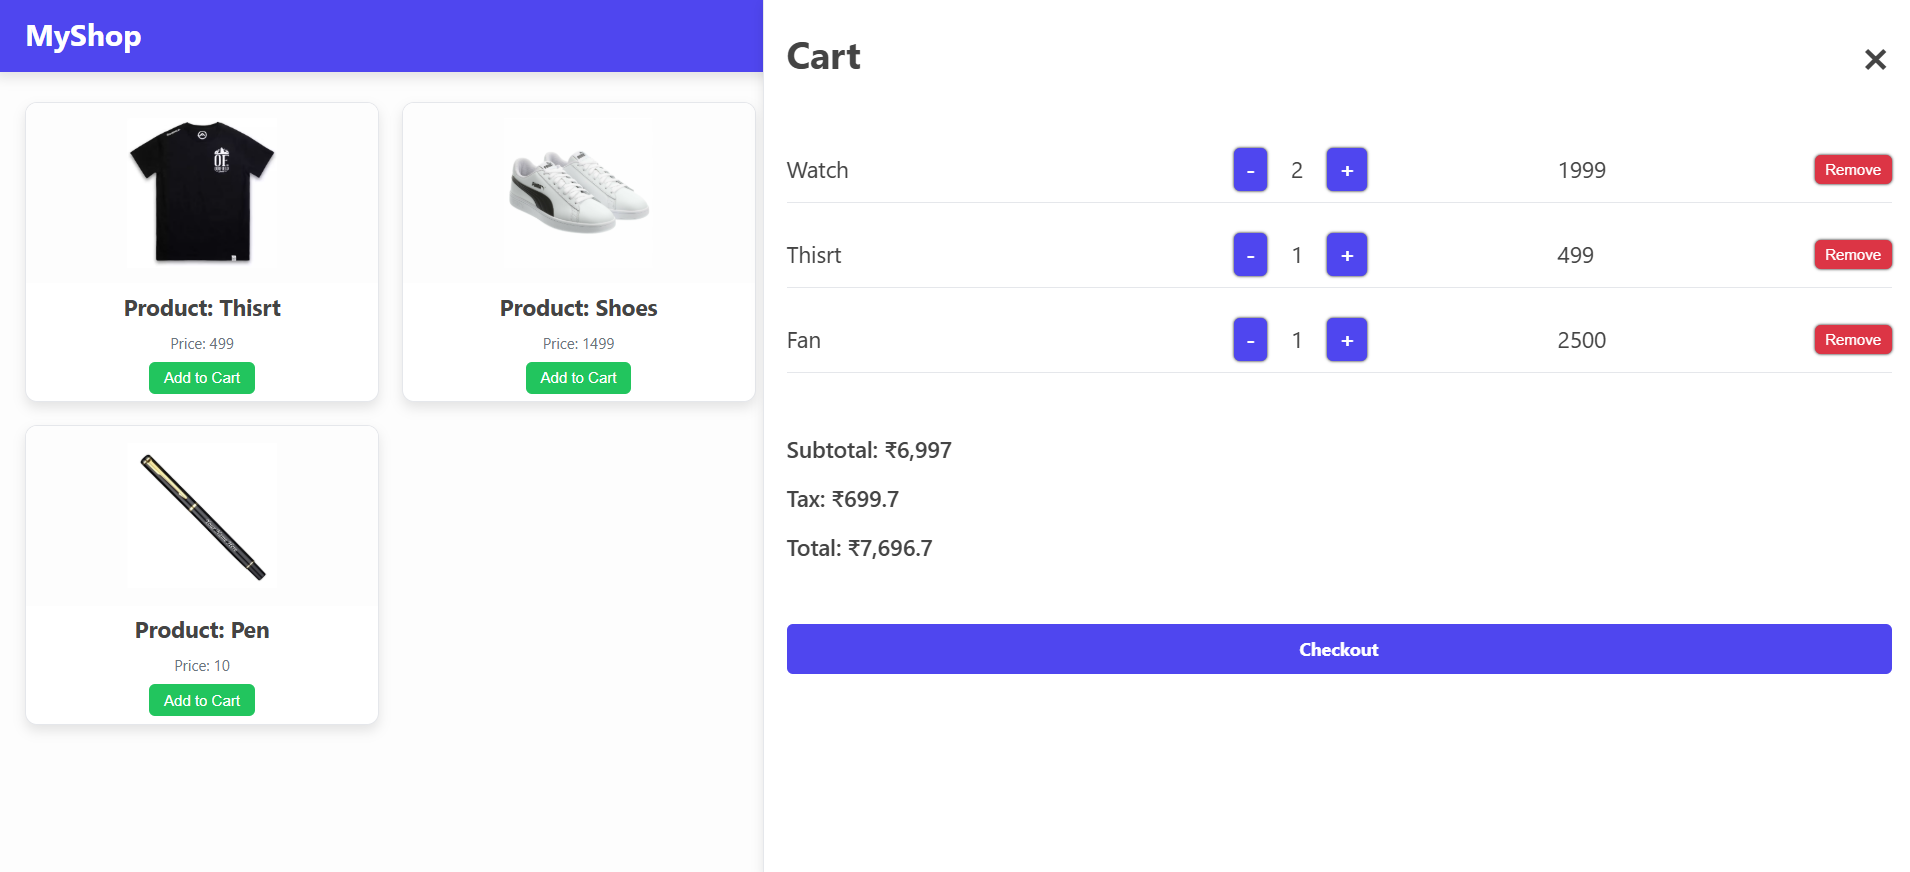 MyShop
Product: Thisrt
Price: 499
Add to Cart
Product: Shoes
Price: 1499
Add to Cart
Product: Pen
Price: 10
Add to Cart
Cart ✕
Watch - 2 + 1999 Remove
Thisrt - 1 + 499 Remove
Fan - 1 + 2500 Remove
Subtotal: ₹6,997
Tax: ₹699.7
Total: ₹7,696.7
Checkout